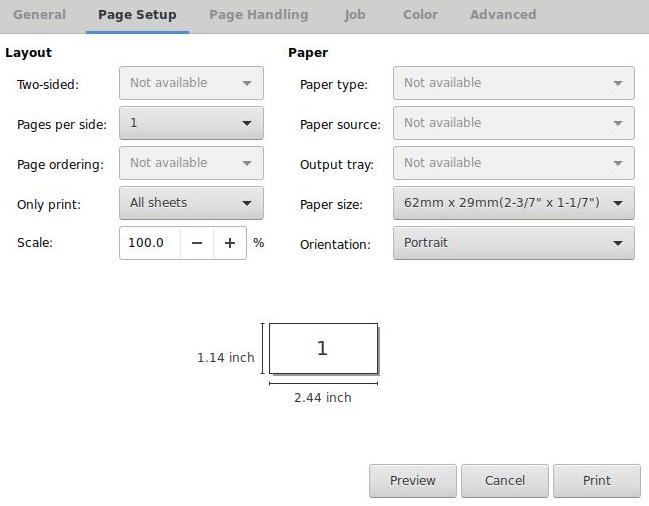 General Page Setup Page Handling Job Color Advanced
Layout
Two-sided: Not available
Pages per side: 1
Page ordering: Not available
Only print: All sheets
Scale: 100.0 − + %
Paper
Paper type: Not available
Paper source: Not available
Output tray: Not available
Paper size: 62mm x 29mm(2-3/7" x 1-1/7")
Orientation: Portrait
1
1.14 inch
2.44 inch
Preview Cancel Print